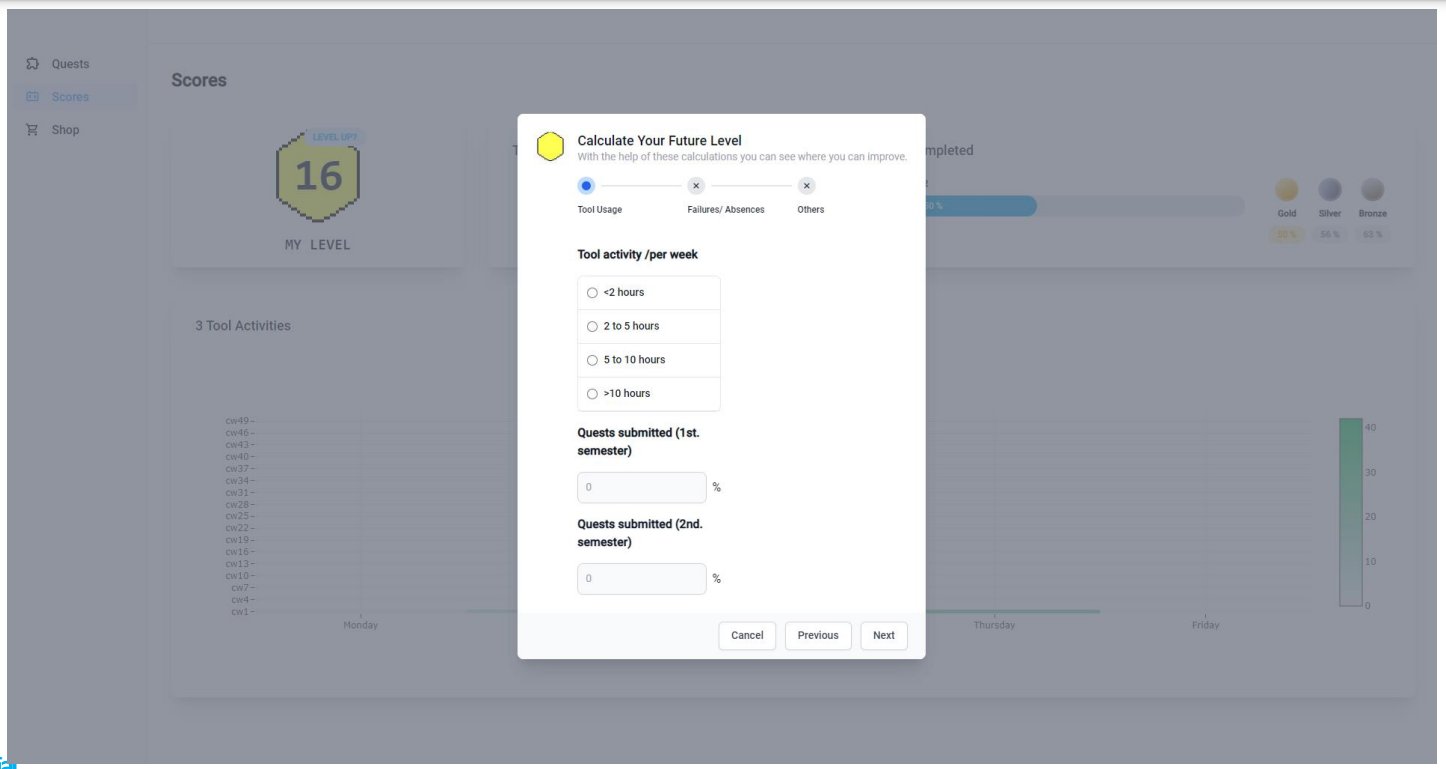 Quests
Scores
Shop
Scores
LEVEL UP?
16
MY LEVEL
T
mpleted
50 %
Gold Silver Bronze
56 % 63 %
Calculate Your Future Level
With the help of these calculations you can see where you can improve.
Tool Usage Failures/ Absences Others
Tool activity /per week
<2 hours
2 to 5 hours
5 to 10 hours
>10 hours
Quests submitted (1st.
semester)
0 %
Quests submitted (2nd.
semester)
0 %
Cancel Previous Next
3 Tool Activities
cw49
cw46
cw43
cw40
cw37
cw34
cw31
cw28
cw25
cw22
cw19
cw16
cw13
cw10
cw7
cw4
cw1
Monday Thursday Friday
40
30
20
10
0